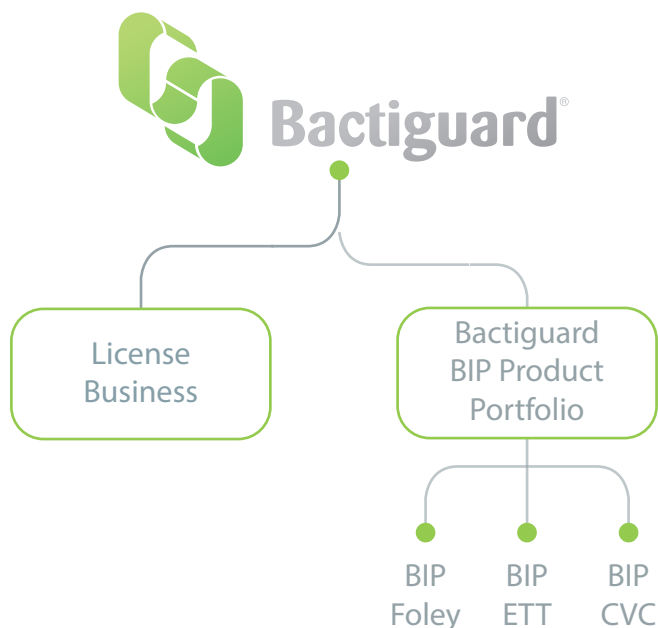 Bactiguard®
License
Business
Bactiguard
BIP Product
Portfolio
BIP
Foley
BIP
ETT
BIP
CVC